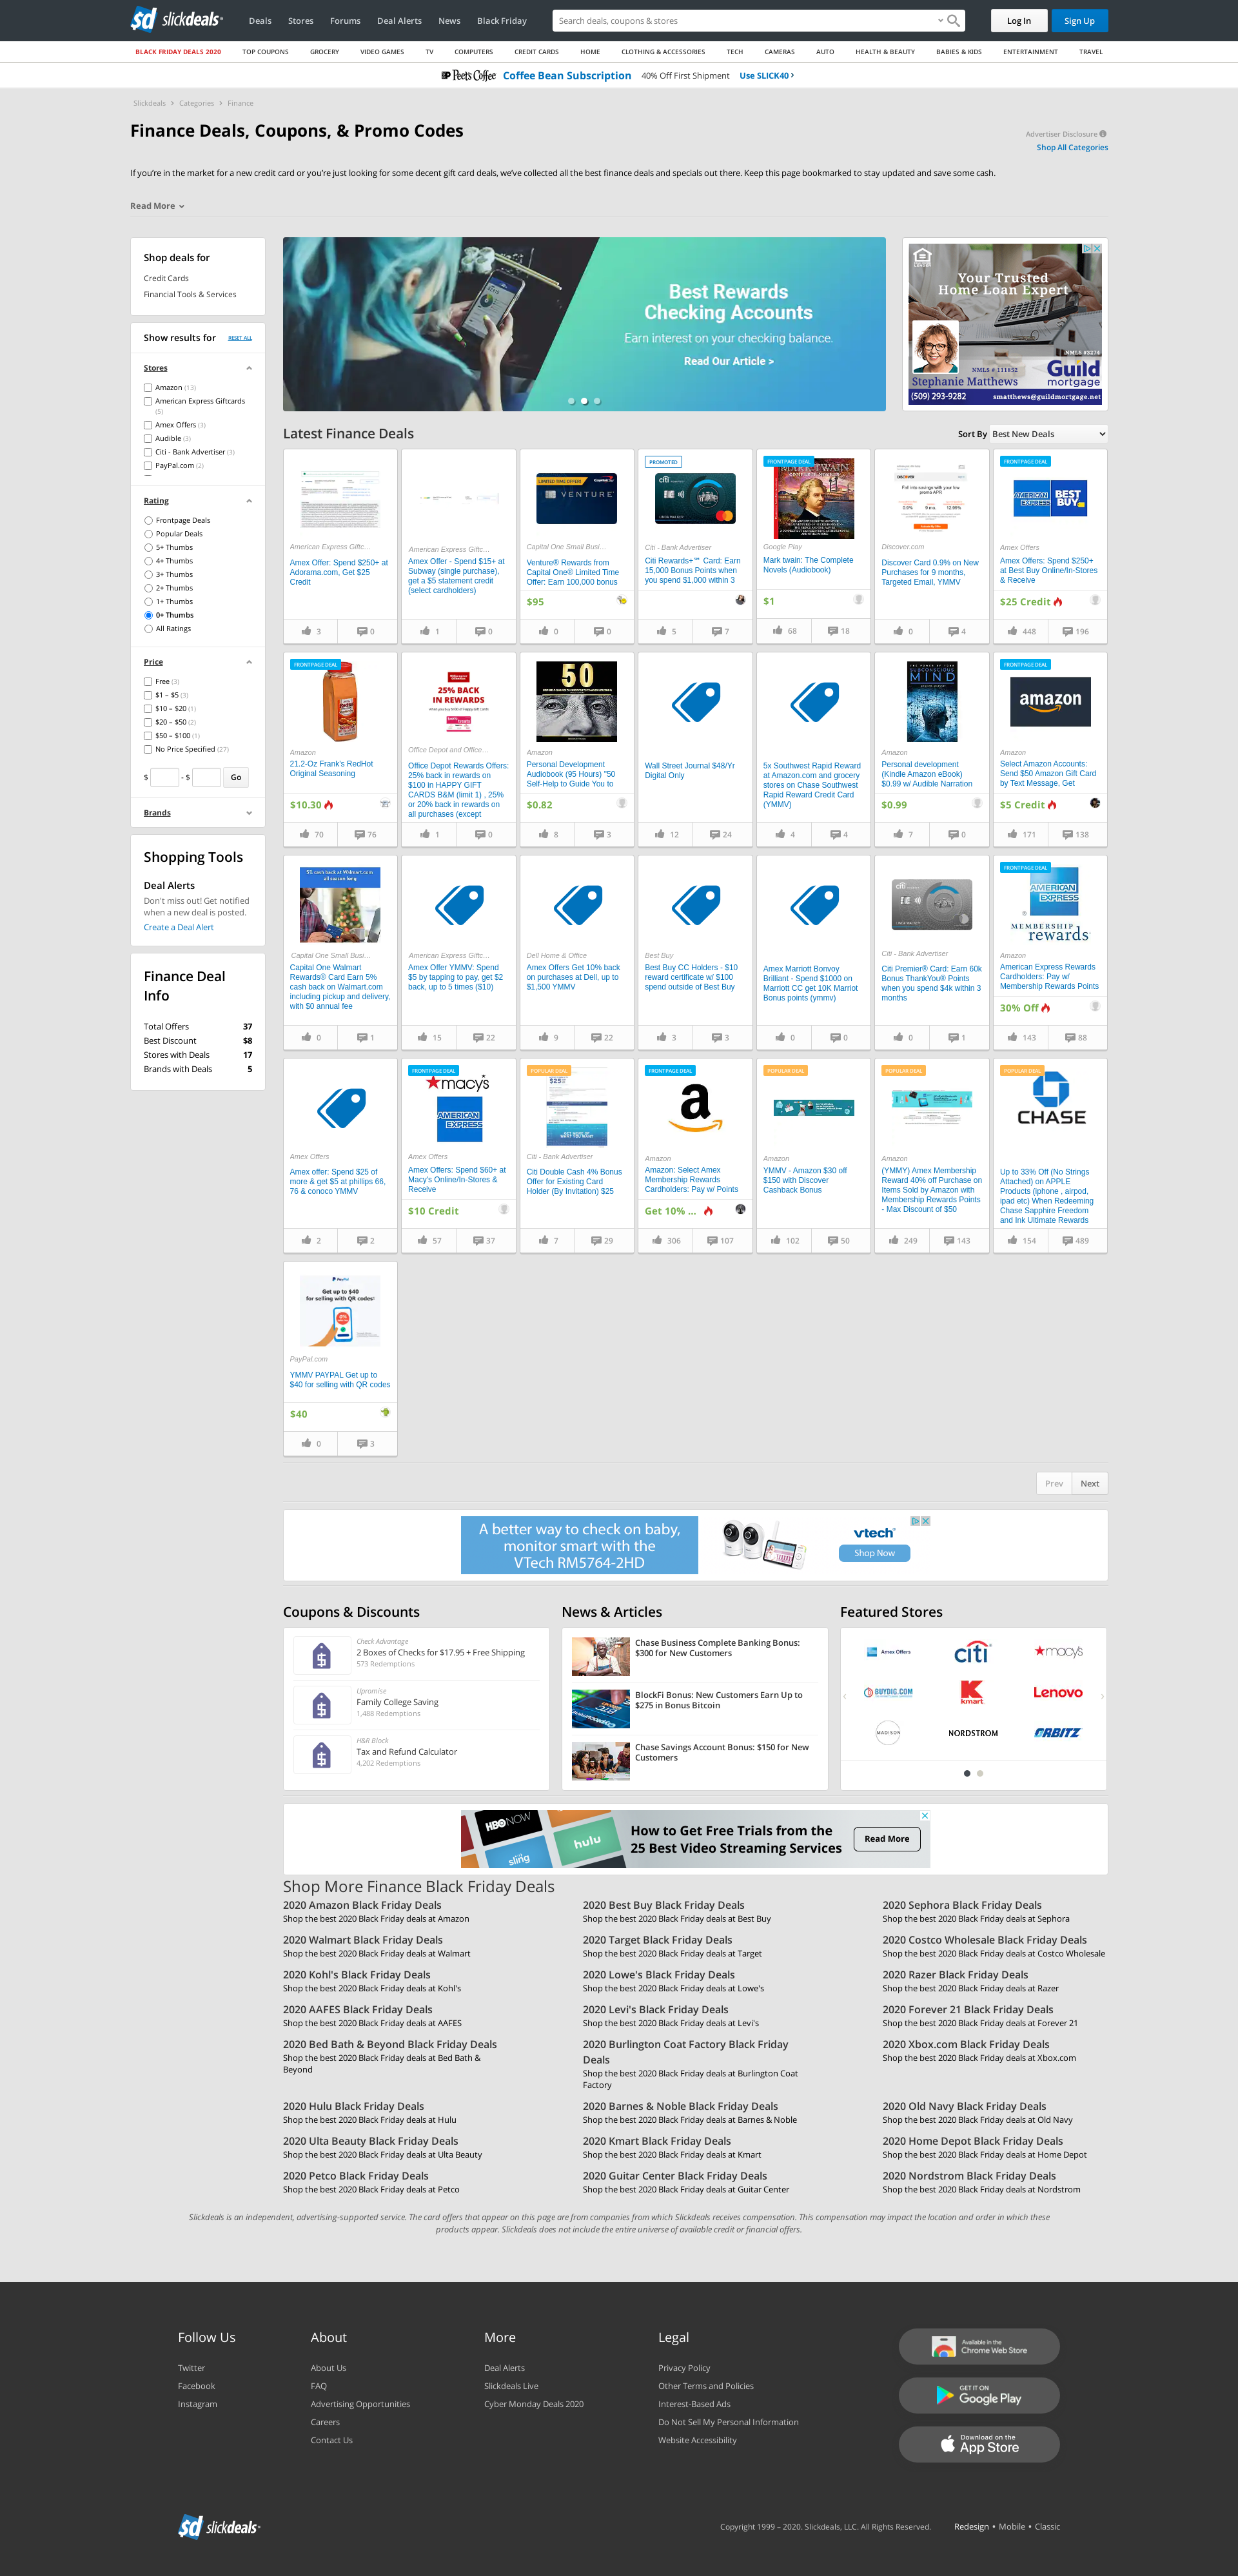 slickdeals
Deals
Stores
Forums
Deal Alerts
News
Black Friday
Search deals, coupons & stores
Log In
Sign Up
BLACK FRIDAY DEALS 2020
TOP COUPONS
GROCERY
VIDEO GAMES
TV
COMPUTERS
CREDIT CARDS
HOME
CLOTHING & ACCESSORIES
TECH
CAMERAS
AUTO
HEALTH & BEAUTY
BABIES & KIDS
ENTERTAINMENT
TRAVEL
Peet's Coffee Coffee Bean Subscription 40% Off First Shipment Use SLICK40
Slickdeals > Categories > Finance
Finance Deals, Coupons, & Promo Codes
Advertiser Disclosure
Shop All Categories
If you're in the market for a new credit card or you're just looking for some decent gift card deals, we've collected all the best finance deals and specials out there. Keep this page bookmarked to stay updated and save some cash.
Read More
Shop deals for
Credit Cards
Financial Tools & Services
Show results for
RESET ALL
Stores
Amazon (13)
American Express Giftcards
(5)
Amex Offers (3)
Audible (3)
Citi - Bank Advertiser (3)
PayPal.com (2)
Rating
Frontpage Deals
Popular Deals
5+ Thumbs
4+ Thumbs
3+ Thumbs
2+ Thumbs
1+ Thumbs
0+ Thumbs
All Ratings
Price
Free (3)
$1 – $5 (3)
$10 – $20 (1)
$20 – $50 (2)
$50 – $100 (1)
No Price Specified (27)
$ - $ Go
Brands
Shopping Tools
Deal Alerts
Don't miss out! Get notified
when a new deal is posted.
Create a Deal Alert
Finance Deal
Info
Total Offers 37
Best Discount $8
Stores with Deals 17
Brands with Deals 5
Best Rewards
Checking Accounts
Earn interest on your checking balance.
Read Our Article >
Your Trusted
Home Loan Expert
NMLS #3274
NMLS # 111832
Guild
mortgage
Stephanie Matthews
(509) 293-9282 smatthews@guildmortgage.net
Latest Finance Deals
Sort By Best New Deals
American Express Giftc...
Amex Offer: Spend $250+ at
Adorama.com, Get $25
Credit
3 0
American Express Giftc...
Amex Offer - Spend $15+ at
Subway (single purchase),
get a $5 statement credit
(select cardholders)
1 0
LIMITED TIME OFFER!
VENTURE
Capital One Small Busi...
Venture® Rewards from
Capital One® Limited Time
Offer: Earn 100,000 bonus
$95
0 0
PROMOTED
citi
Citi - Bank Advertiser
Citi Rewards+℠ Card: Earn
15,000 Bonus Points when
you spend $1,000 within 3
5 7
FRONTPAGE DEAL
MARK TWAIN
Google Play
Mark twain: The Complete
Novels (Audiobook)
$1
68 18
DISCOVER
Fall into savings with your low
promo APR
Discover.com
Discover Card 0.9% on New
Purchases for 9 months,
Targeted Email, YMMV
0 4
FRONTPAGE DEAL
AMERICAN EXPRESS
BEST BUY
Amex Offers
Amex Offers: Spend $250+
at Best Buy Online/In-Stores
& Receive
$25 Credit
448 196
FRONTPAGE DEAL
Amazon
21.2-Oz Frank's RedHot
Original Seasoning
$10.30
70 76
25% BACK
IN REWARDS
Office Depot and Office...
Office Depot Rewards Offers:
25% back in rewards on
$100 in HAPPY GIFT
CARDS B&M (limit 1) , 25%
or 20% back in rewards on
all purchases (except
1 0
50
Amazon
Personal Development
Audiobook (95 Hours) "50
Self-Help to Guide You to
$0.82
8 3
Wall Street Journal $48/Yr
Digital Only
12 24
5x Southwest Rapid Reward
at Amazon.com and grocery
stores on Chase Southwest
Rapid Reward Credit Card
(YMMV)
4 4
SUBCONSCIOUS
MIND
Amazon
Personal development
(Kindle Amazon eBook)
$0.99 w/ Audible Narration
$0.99
7 0
FRONTPAGE DEAL
amazon
Amazon
Select Amazon Accounts:
Send $50 Amazon Gift Card
by Text Message, Get
$5 Credit
171 138
5% cash back at Walmart.com
all season long
Capital One Small Busi...
Capital One Walmart
Rewards® Card Earn 5%
cash back on Walmart.com
including pickup and delivery,
with $0 annual fee
0 1
American Express Giftc...
Amex Offer YMMV: Spend
$5 by tapping to pay, get $2
back, up to 5 times ($10)
15 22
Dell Home & Office
Amex Offers Get 10% back
on purchases at Dell, up to
$1,500 YMMV
9 22
Best Buy
Best Buy CC Holders - $10
reward certificate w/ $100
spend outside of Best Buy
3 3
Amex Marriott Bonvoy
Brilliant - Spend $1000 on
Marriott CC get 10K Marriot
Bonus points (ymmv)
0 0
citi
Citi - Bank Advertiser
Citi Premier® Card: Earn 60k
Bonus ThankYou® Points
when you spend $4k within 3
months
0 1
FRONTPAGE DEAL
AMERICAN EXPRESS
MEMBERSHIP
rewards
Amazon
American Express Rewards
Cardholders: Pay w/
Membership Rewards Points
30% Off
143 88
Amex Offers
Amex offer: Spend $25 of
more & get $5 at phillips 66,
76 & conoco YMMV
2 2
FRONTPAGE DEAL
macy's
AMERICAN EXPRESS
Amex Offers
Amex Offers: Spend $60+ at
Macy's Online/In-Stores &
Receive
$10 Credit
57 37
POPULAR DEAL
$25
Citi - Bank Advertiser
Citi Double Cash 4% Bonus
Offer for Existing Card
Holder (By Invitation) $25
7 29
FRONTPAGE DEAL
a
Amazon
Amazon: Select Amex
Membership Rewards
Cardholders: Pay w/ Points
Get 10% ...
306 107
POPULAR DEAL
Amazon
YMMV - Amazon $30 off
$150 with Discover
Cashback Bonus
102 50
POPULAR DEAL
Amazon
(YMMY) Amex Membership
Reward 40% off Purchase on
Items Sold by Amazon with
Membership Rewards Points
- Max Discount of $50
249 143
POPULAR DEAL
CHASE
Up to 33% Off (No Strings
Attached) on APPLE
Products (iphone , airpod,
ipad etc) When Redeeming
Chase Sapphire Freedom
and Ink Ultimate Rewards
154 489
PayPal
Get up to $40
for selling with QR codes
PayPal.com
YMMV PAYPAL Get up to
$40 for selling with QR codes
$40
0 3
Prev Next
A better way to check on baby,
monitor smart with the
VTech RM5764-2HD
vtech
Shop Now
Coupons & Discounts
Check Advantage
2 Boxes of Checks for $17.95 + Free Shipping
573 Redemptions
Upromise
Family College Saving
1,488 Redemptions
H&R Block
Tax and Refund Calculator
4,202 Redemptions
News & Articles
Chase Business Complete Banking Bonus:
$300 for New Customers
BlockFi Bonus: New Customers Earn Up to
$275 in Bonus Bitcoin
Chase Savings Account Bonus: $150 for New
Customers
Featured Stores
Amex Offers
citi
macy's
BUYDIG.COM
kmart
Lenovo
MADISON
NORDSTROM
ORBITZ
HBO NOW
hulu
sling
How to Get Free Trials from the
25 Best Video Streaming Services
Read More
Shop More Finance Black Friday Deals
2020 Amazon Black Friday Deals
Shop the best 2020 Black Friday deals at Amazon
2020 Best Buy Black Friday Deals
Shop the best 2020 Black Friday deals at Best Buy
2020 Sephora Black Friday Deals
Shop the best 2020 Black Friday deals at Sephora
2020 Walmart Black Friday Deals
Shop the best 2020 Black Friday deals at Walmart
2020 Target Black Friday Deals
Shop the best 2020 Black Friday deals at Target
2020 Costco Wholesale Black Friday Deals
Shop the best 2020 Black Friday deals at Costco Wholesale
2020 Kohl's Black Friday Deals
Shop the best 2020 Black Friday deals at Kohl's
2020 Lowe's Black Friday Deals
Shop the best 2020 Black Friday deals at Lowe's
2020 Razer Black Friday Deals
Shop the best 2020 Black Friday deals at Razer
2020 AAFES Black Friday Deals
Shop the best 2020 Black Friday deals at AAFES
2020 Levi's Black Friday Deals
Shop the best 2020 Black Friday deals at Levi's
2020 Forever 21 Black Friday Deals
Shop the best 2020 Black Friday deals at Forever 21
2020 Bed Bath & Beyond Black Friday Deals
Shop the best 2020 Black Friday deals at Bed Bath &
Beyond
2020 Burlington Coat Factory Black Friday
Deals
Shop the best 2020 Black Friday deals at Burlington Coat
Factory
2020 Xbox.com Black Friday Deals
Shop the best 2020 Black Friday deals at Xbox.com
2020 Hulu Black Friday Deals
Shop the best 2020 Black Friday deals at Hulu
2020 Barnes & Noble Black Friday Deals
Shop the best 2020 Black Friday deals at Barnes & Noble
2020 Old Navy Black Friday Deals
Shop the best 2020 Black Friday deals at Old Navy
2020 Ulta Beauty Black Friday Deals
Shop the best 2020 Black Friday deals at Ulta Beauty
2020 Kmart Black Friday Deals
Shop the best 2020 Black Friday deals at Kmart
2020 Home Depot Black Friday Deals
Shop the best 2020 Black Friday deals at Home Depot
2020 Petco Black Friday Deals
Shop the best 2020 Black Friday deals at Petco
2020 Guitar Center Black Friday Deals
Shop the best 2020 Black Friday deals at Guitar Center
2020 Nordstrom Black Friday Deals
Shop the best 2020 Black Friday deals at Nordstrom
Slickdeals is an independent, advertising-supported service. The card offers that appear on this page are from companies from which Slickdeals receives compensation. This compensation may impact the location and order in which these
products appear. Slickdeals does not include the entire universe of available credit or financial offers.
Follow Us
Twitter
Facebook
Instagram
About
About Us
FAQ
Advertising Opportunities
Careers
Contact Us
More
Deal Alerts
Slickdeals Live
Cyber Monday Deals 2020
Legal
Privacy Policy
Other Terms and Policies
Interest-Based Ads
Do Not Sell My Personal Information
Website Accessibility
Available in the
Chrome Web Store
GET IT ON
Google Play
Download on the
App Store
slickdeals
Copyright 1999 – 2020. Slickdeals, LLC. All Rights Reserved.
Redesign • Mobile • Classic